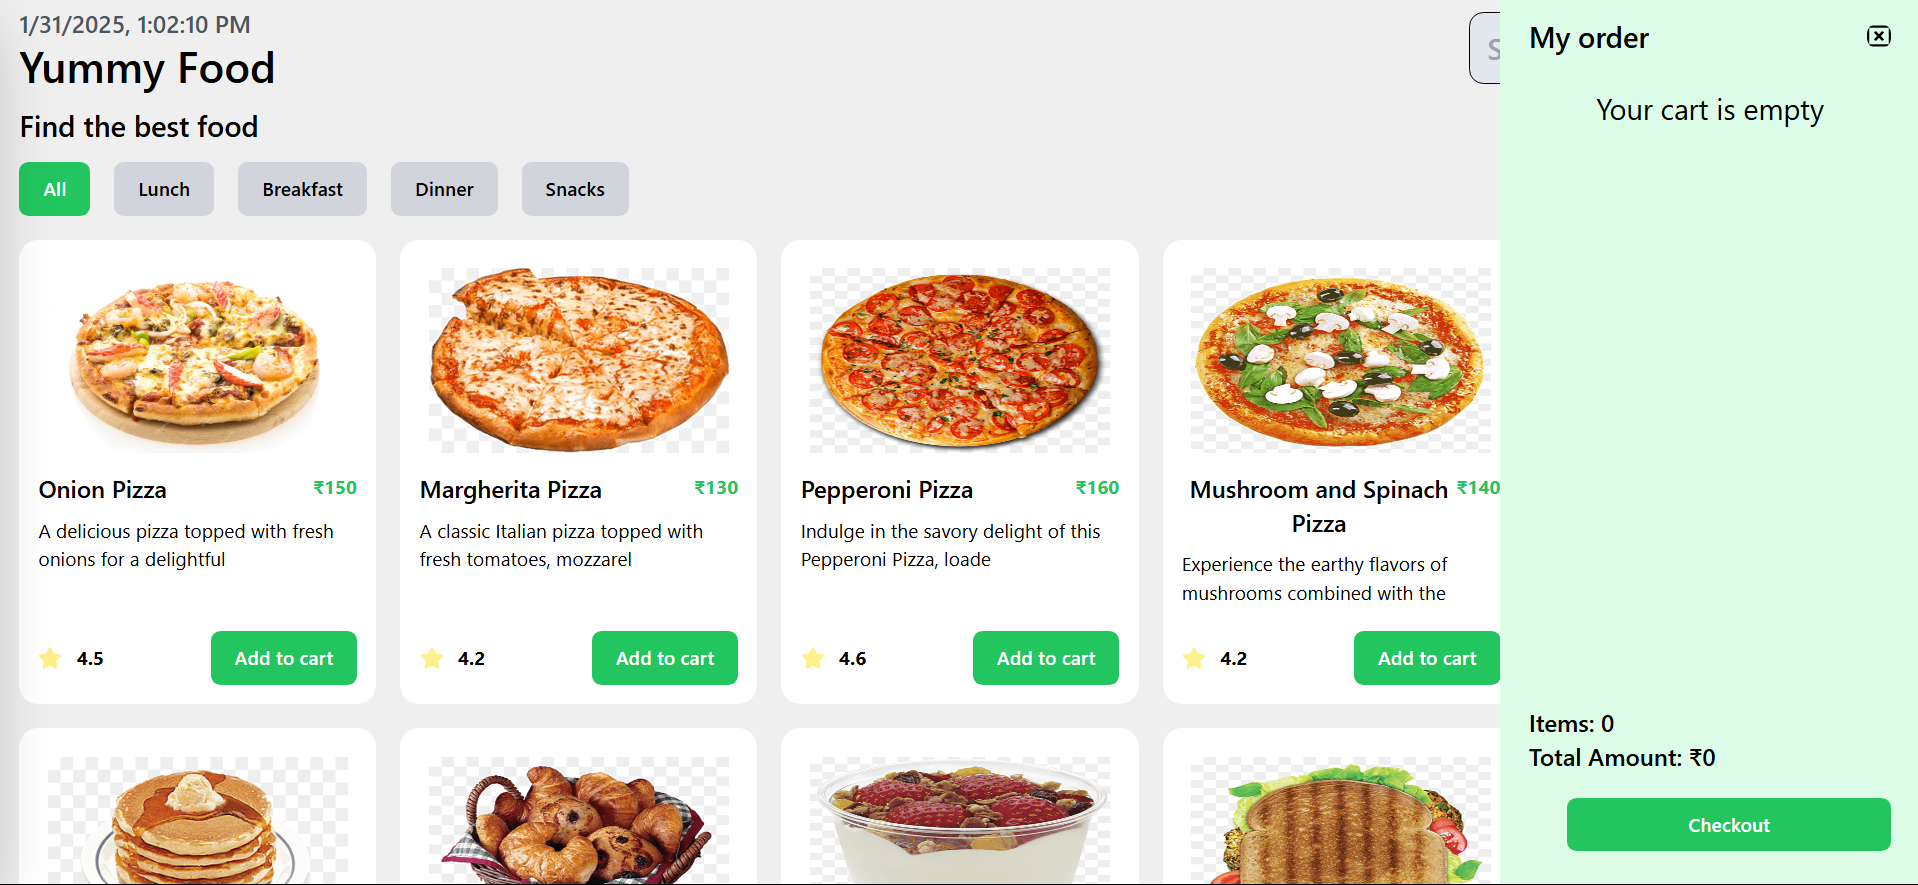 1/31/2025, 1:02:10 PM
Yummy Food
Find the best food
All
Lunch
Breakfast
Dinner
Snacks
Onion Pizza
₹150
A delicious pizza topped with fresh
onions for a delightful
4.5
Add to cart
Margherita Pizza
₹130
A classic Italian pizza topped with
fresh tomatoes, mozzarel
4.2
Add to cart
Pepperoni Pizza
₹160
Indulge in the savory delight of this
Pepperoni Pizza, loade
4.6
Add to cart
Mushroom and Spinach
Pizza
₹140
Experience the earthy flavors of
mushrooms combined with the
4.2
Add to cart
My order
Your cart is empty
Items: 0
Total Amount: ₹0
Checkout